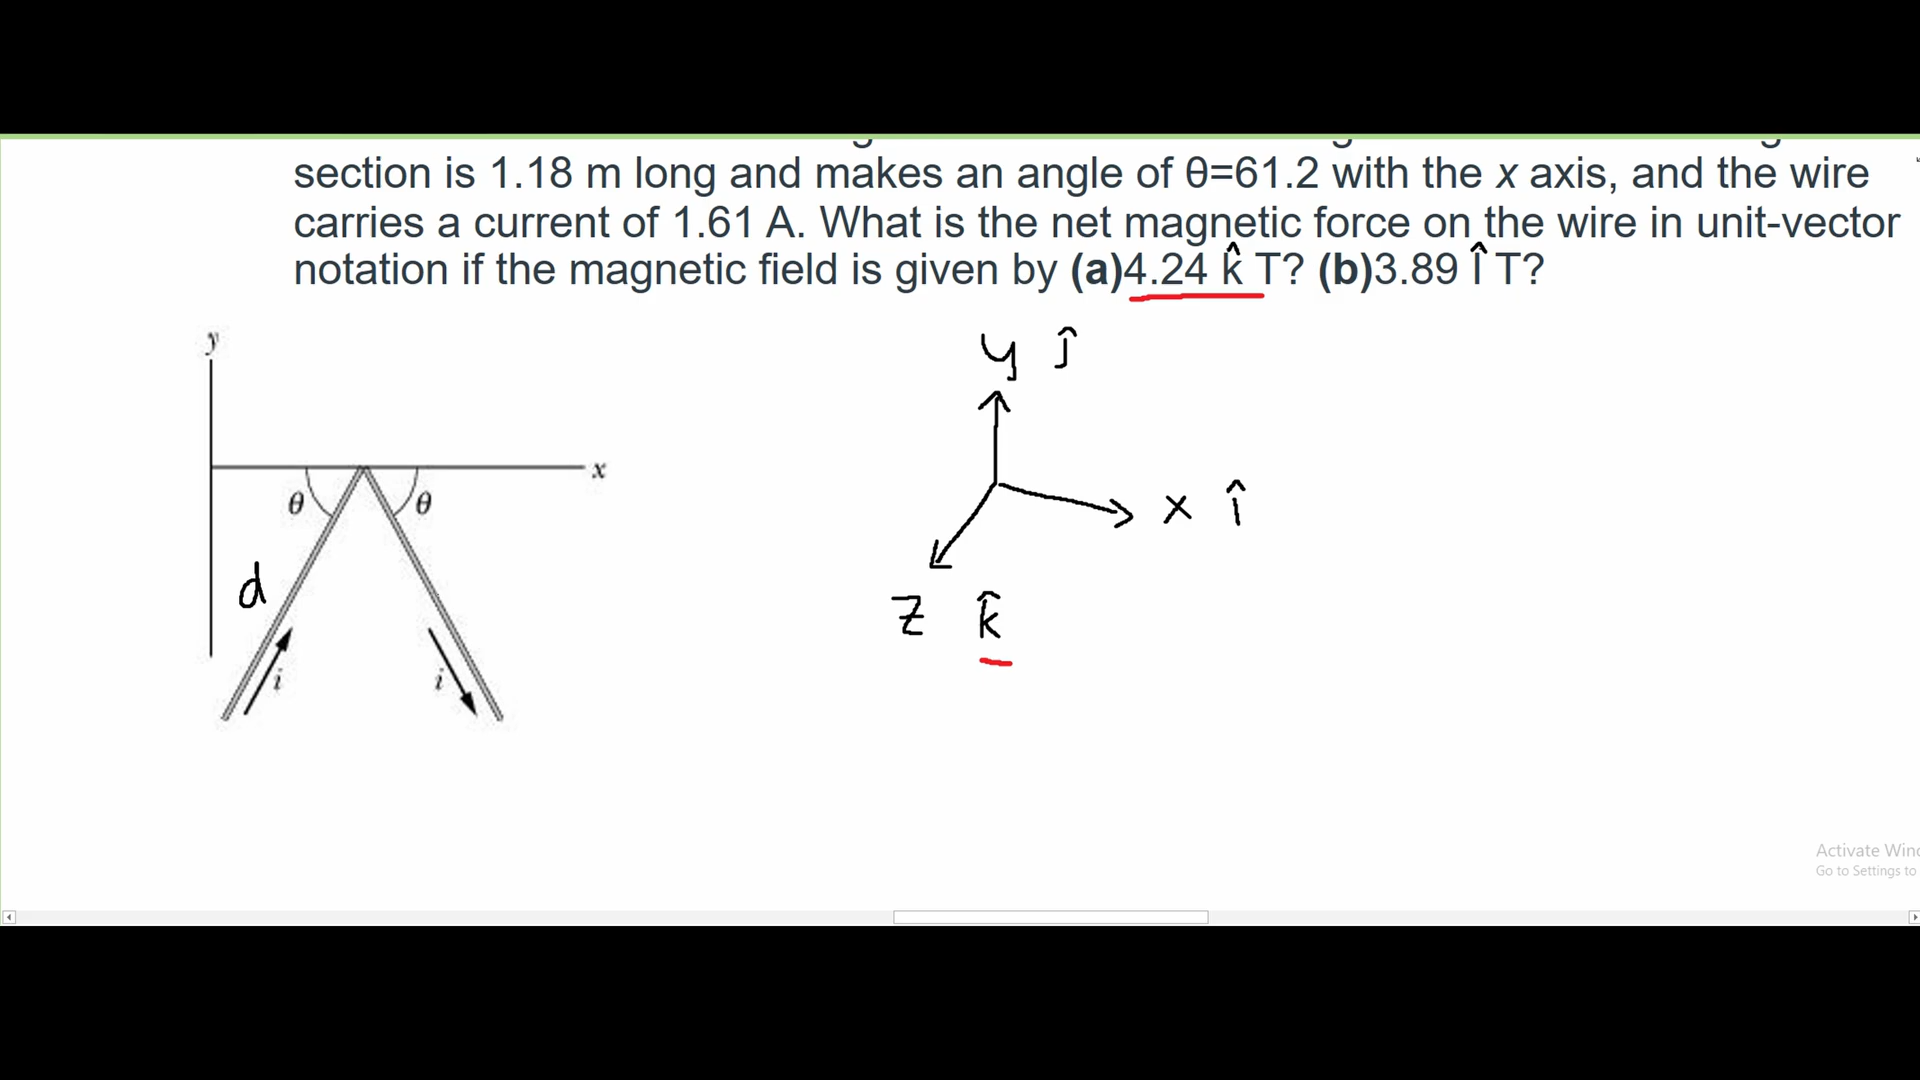 section is 1.18 m long and makes an angle of θ=61.2 with the x axis, and the wire
carries a current of 1.61 A. What is the net magnetic force on the wire in unit-vector
notation if the magnetic field is given by (a)4.24 k̂ T? (b)3.89 î T?
y
y ĵ
x
θ
θ
x î
d
z k̂
i
i
Activate Win
Go to Settings to